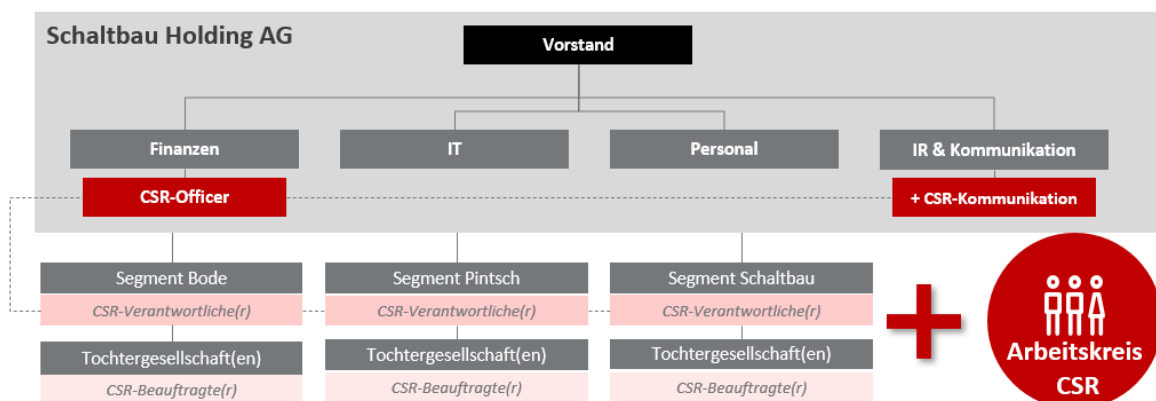 Schaltbau Holding AG
Vorstand
Finanzen
IT
Personal
IR & Kommunikation
CSR-Officer
+ CSR-Kommunikation
Segment Bode
Segment Pintsch
Segment Schaltbau
CSR-Verantwortliche(r)
CSR-Verantwortliche(r)
CSR-Verantwortliche(r)
Tochtergesellschaft(en)
Tochtergesellschaft(en)
Tochtergesellschaft(en)
CSR-Beauftragte(r)
CSR-Beauftragte(r)
CSR-Beauftragte(r)
Arbeitskreis
CSR